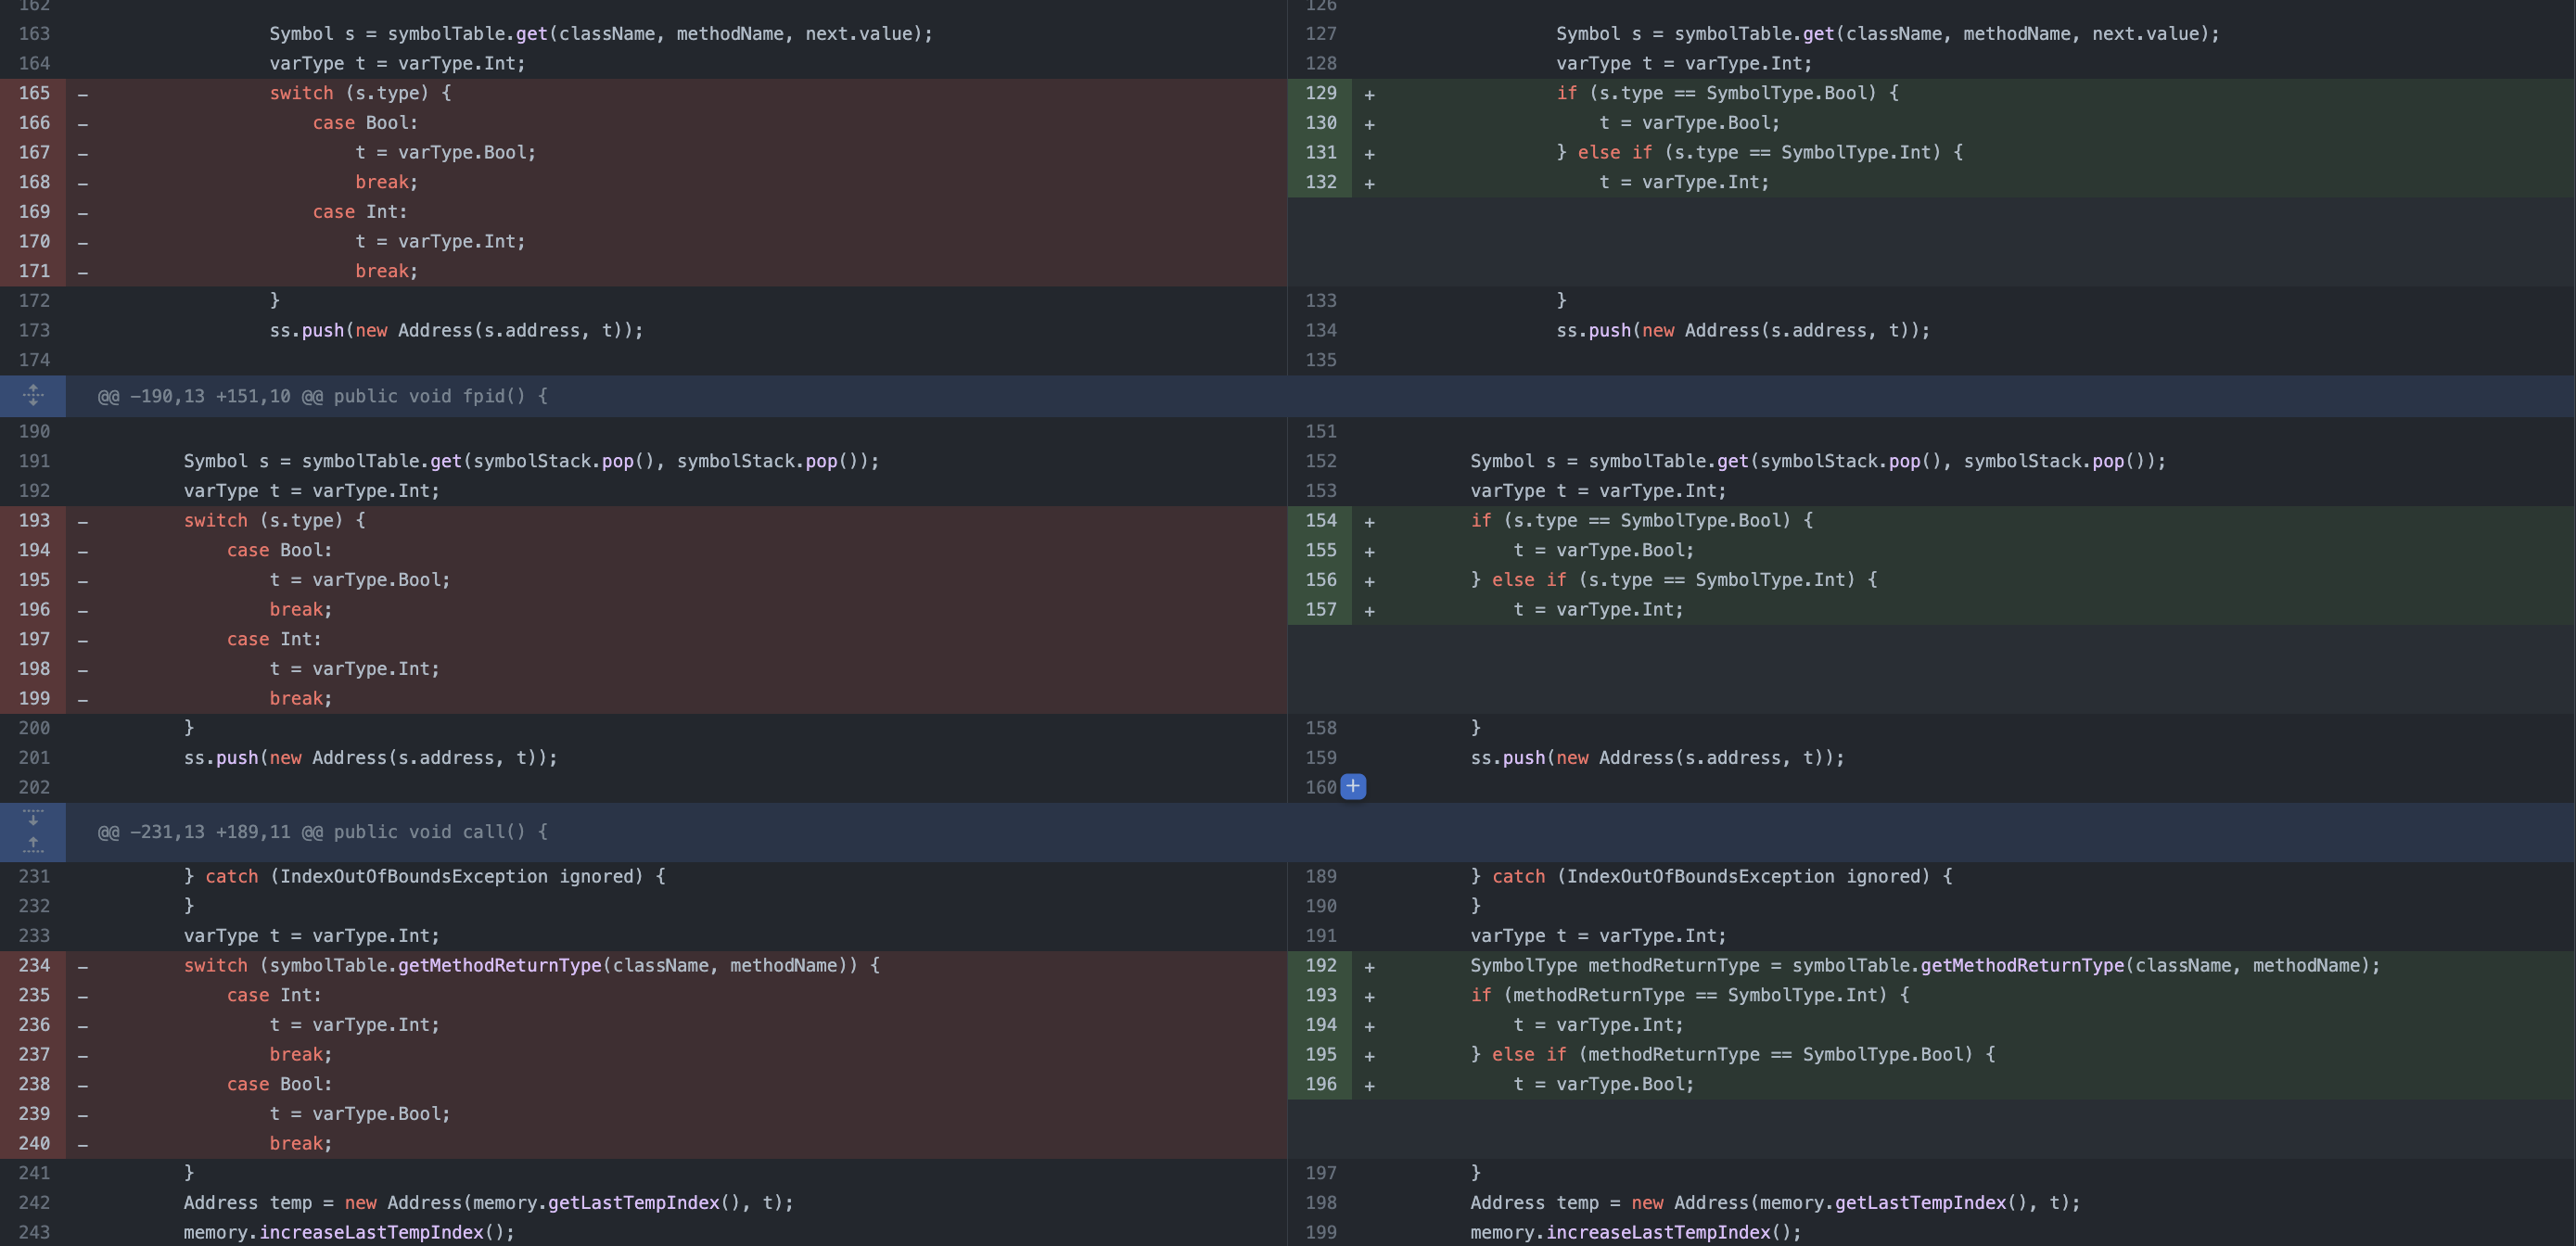 162
163 Symbol s = symbolTable.get(className, methodName, next.value);
164 varType t = varType.Int;
165 - switch (s.type) {
166 - case Bool:
167 - t = varType.Bool;
168 - break;
169 - case Int:
170 - t = varType.Int;
171 - break;
172 }
173 ss.push(new Address(s.address, t));
174
126
127 Symbol s = symbolTable.get(className, methodName, next.value);
128 varType t = varType.Int;
129 + if (s.type == SymbolType.Bool) {
130 + t = varType.Bool;
131 + } else if (s.type == SymbolType.Int) {
132 + t = varType.Int;
133 }
134 ss.push(new Address(s.address, t));
135
@@ -190,13 +151,10 @@ public void fpid() {
190
191 Symbol s = symbolTable.get(symbolStack.pop(), symbolStack.pop());
192 varType t = varType.Int;
193 - switch (s.type) {
194 - case Bool:
195 - t = varType.Bool;
196 - break;
197 - case Int:
198 - t = varType.Int;
199 - break;
200 }
201 ss.push(new Address(s.address, t));
202
151
152 Symbol s = symbolTable.get(symbolStack.pop(), symbolStack.pop());
153 varType t = varType.Int;
154 + if (s.type == SymbolType.Bool) {
155 + t = varType.Bool;
156 + } else if (s.type == SymbolType.Int) {
157 + t = varType.Int;
158 }
159 ss.push(new Address(s.address, t));
160 +
@@ -231,13 +189,11 @@ public void call() {
231 } catch (IndexOutOfBoundsException ignored) {
232 }
233 varType t = varType.Int;
234 - switch (symbolTable.getMethodReturnType(className, methodName)) {
235 - case Int:
236 - t = varType.Int;
237 - break;
238 - case Bool:
239 - t = varType.Bool;
240 - break;
241 }
242 Address temp = new Address(memory.getLastTempIndex(), t);
243 memory.increaseLastTempIndex();
189 } catch (IndexOutOfBoundsException ignored) {
190 }
191 varType t = varType.Int;
192 + SymbolType methodReturnType = symbolTable.getMethodReturnType(className, methodName);
193 + if (methodReturnType == SymbolType.Int) {
194 + t = varType.Int;
195 + } else if (methodReturnType == SymbolType.Bool) {
196 + t = varType.Bool;
197 }
198 Address temp = new Address(memory.getLastTempIndex(), t);
199 memory.increaseLastTempIndex();